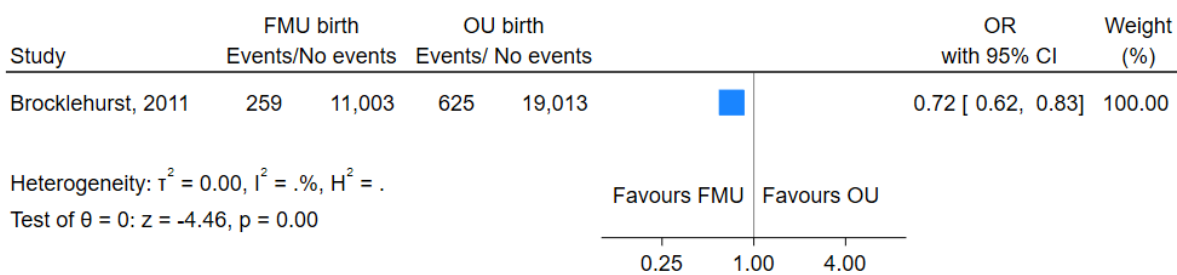 FMU birth OU birth OR Weight
Study Events/No events Events/ No events with 95% CI (%)
Brocklehurst, 2011 259 11,003 625 19,013 0.72 [ 0.62, 0.83] 100.00
Heterogeneity: τ² = 0.00, I² = .%, H² = .
Favours FMU Favours OU
Test of θ = 0: z = -4.46, p = 0.00
0.25 1.00 4.00